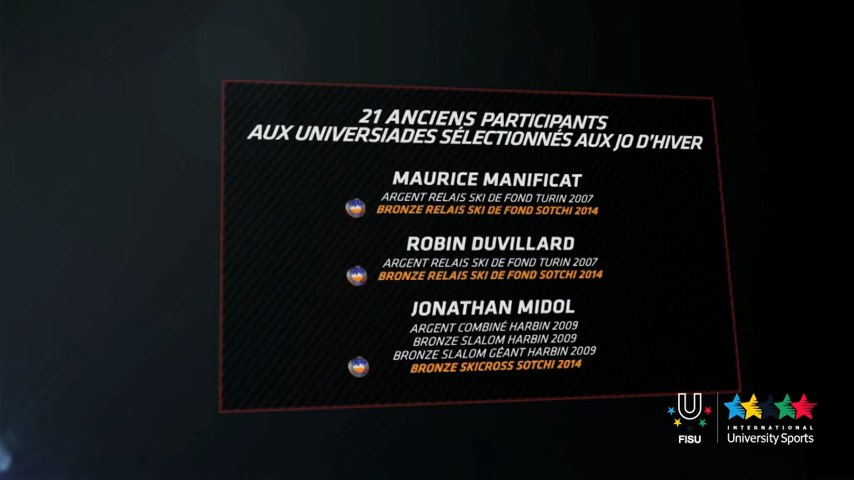 21 ANCIENS PARTICIPANTS
AUX UNIVERSIADES SÉLECTIONNÉS AUX JO D'HIVER
MAURICE MANIFICAT
ARGENT RELAIS SKI DE FOND TURIN 2007
BRONZE RELAIS SKI DE FOND SOTCHI 2014
ROBIN DUVILLARD
ARGENT RELAIS SKI DE FOND TURIN 2007
BRONZE RELAIS SKI DE FOND SOTCHI 2014
JONATHAN MIDOL
ARGENT COMBINÉ HARBIN 2009
BRONZE SLALOM HARBIN 2009
BRONZE SLALOM GÉANT HARBIN 2009
BRONZE SKICROSS SOTCHI 2014
U
FISU
INTERNATIONAL
University Sports